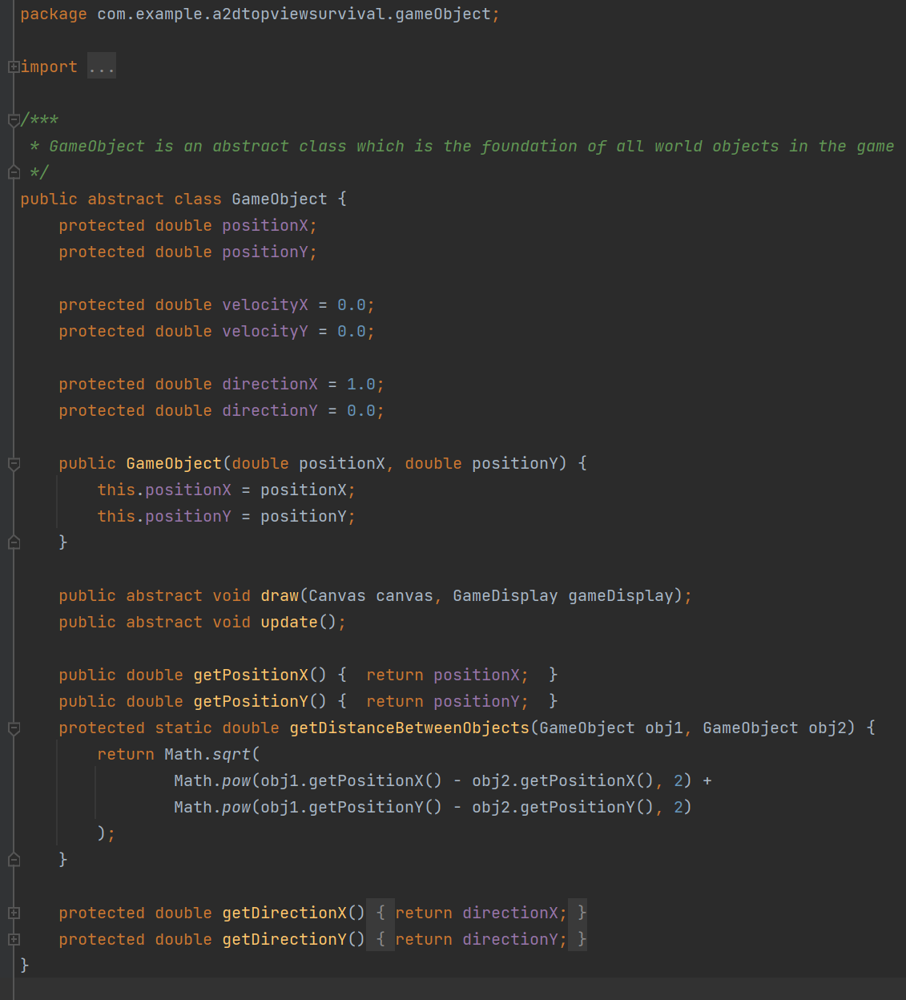 package com.example.a2dtopviewsurvival.gameObject;
import ...
/***
 * GameObject is an abstract class which is the foundation of all world objects in the game
 */
public abstract class GameObject {
    protected double positionX;
    protected double positionY;
    protected double velocityX = 0.0;
    protected double velocityY = 0.0;
    protected double directionX = 1.0;
    protected double directionY = 0.0;
    public GameObject(double positionX, double positionY) {
        this.positionX = positionX;
        this.positionY = positionY;
    }
    public abstract void draw(Canvas canvas, GameDisplay gameDisplay);
    public abstract void update();
    public double getPositionX() {  return positionX;  }
    public double getPositionY() {  return positionY;  }
    protected static double getDistanceBetweenObjects(GameObject obj1, GameObject obj2) {
        return Math.sqrt(
                Math.pow(obj1.getPositionX() - obj2.getPositionX(), 2) +
                Math.pow(obj1.getPositionY() - obj2.getPositionY(), 2)
        );
    }
    protected double getDirectionX() { return directionX; }
    protected double getDirectionY() { return directionY; }
}